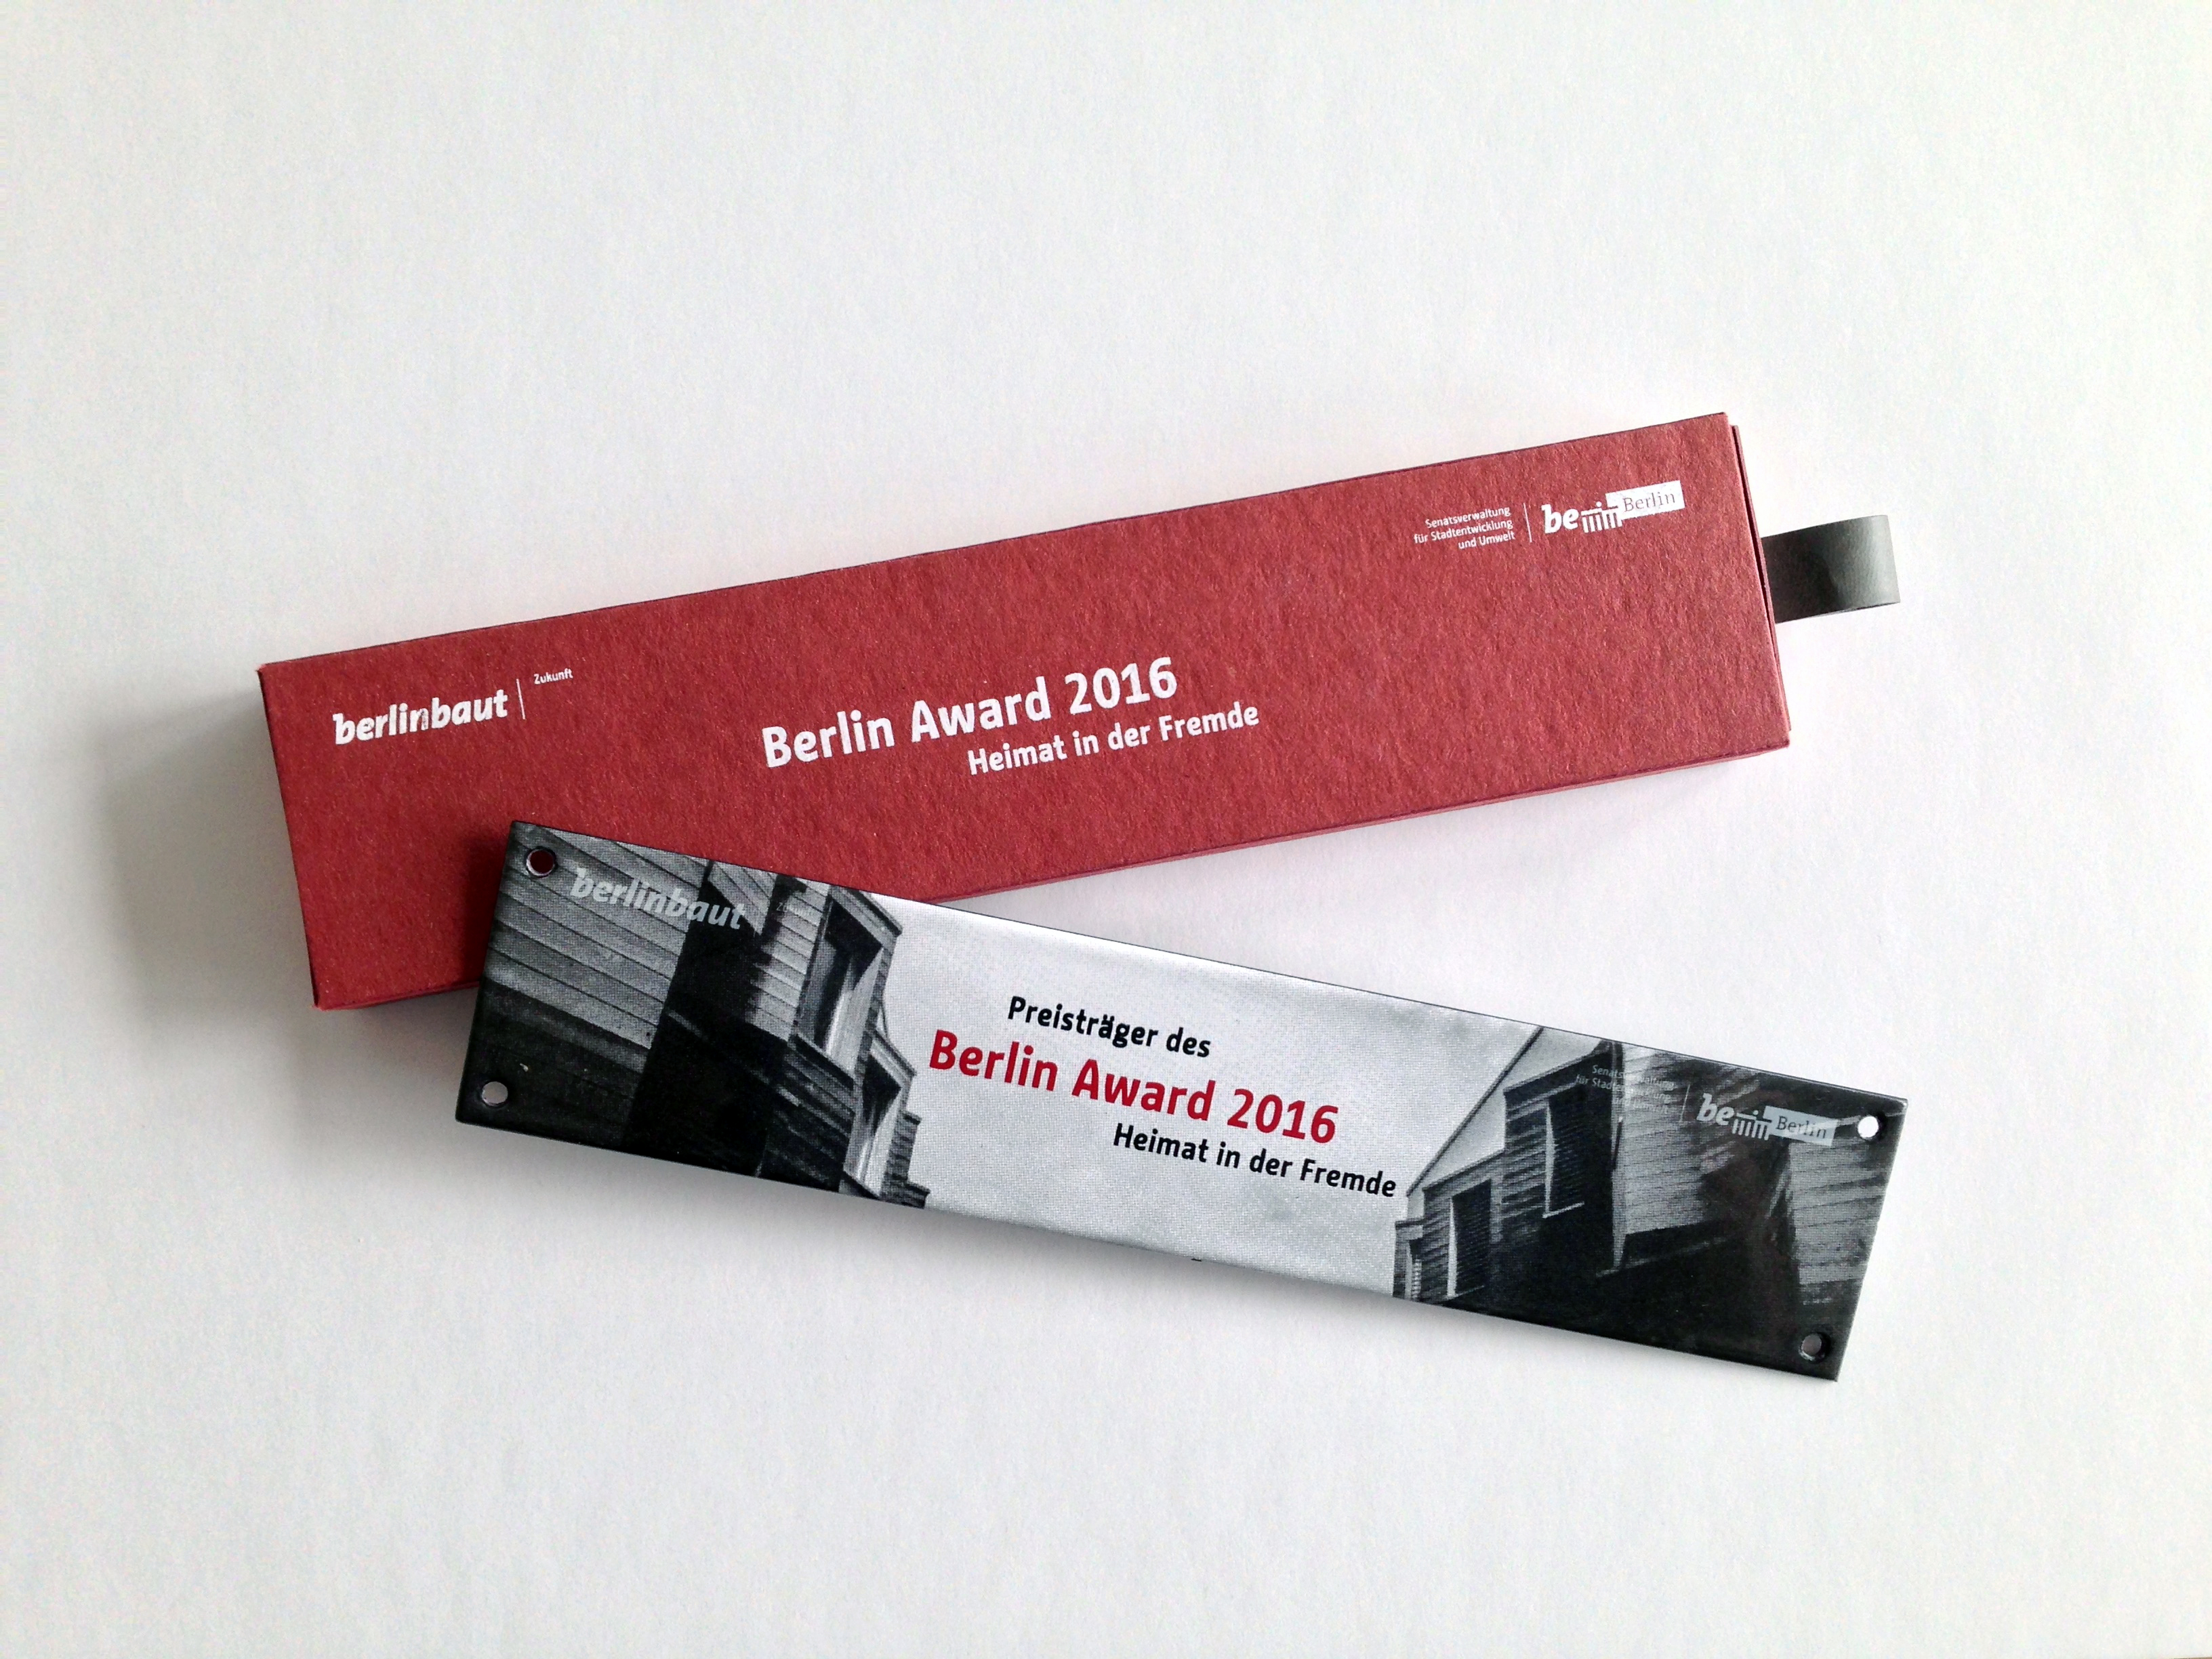 berlinbaut
Zukunft
Berlin Award 2016
Heimat in der Fremde
Senatsverwaltung
für Stadtentwicklung
und Umwelt
be Berlin
berlinbaut
Preisträger des
Berlin Award 2016
Heimat in der Fremde
Senatsverwaltung
be Berlin